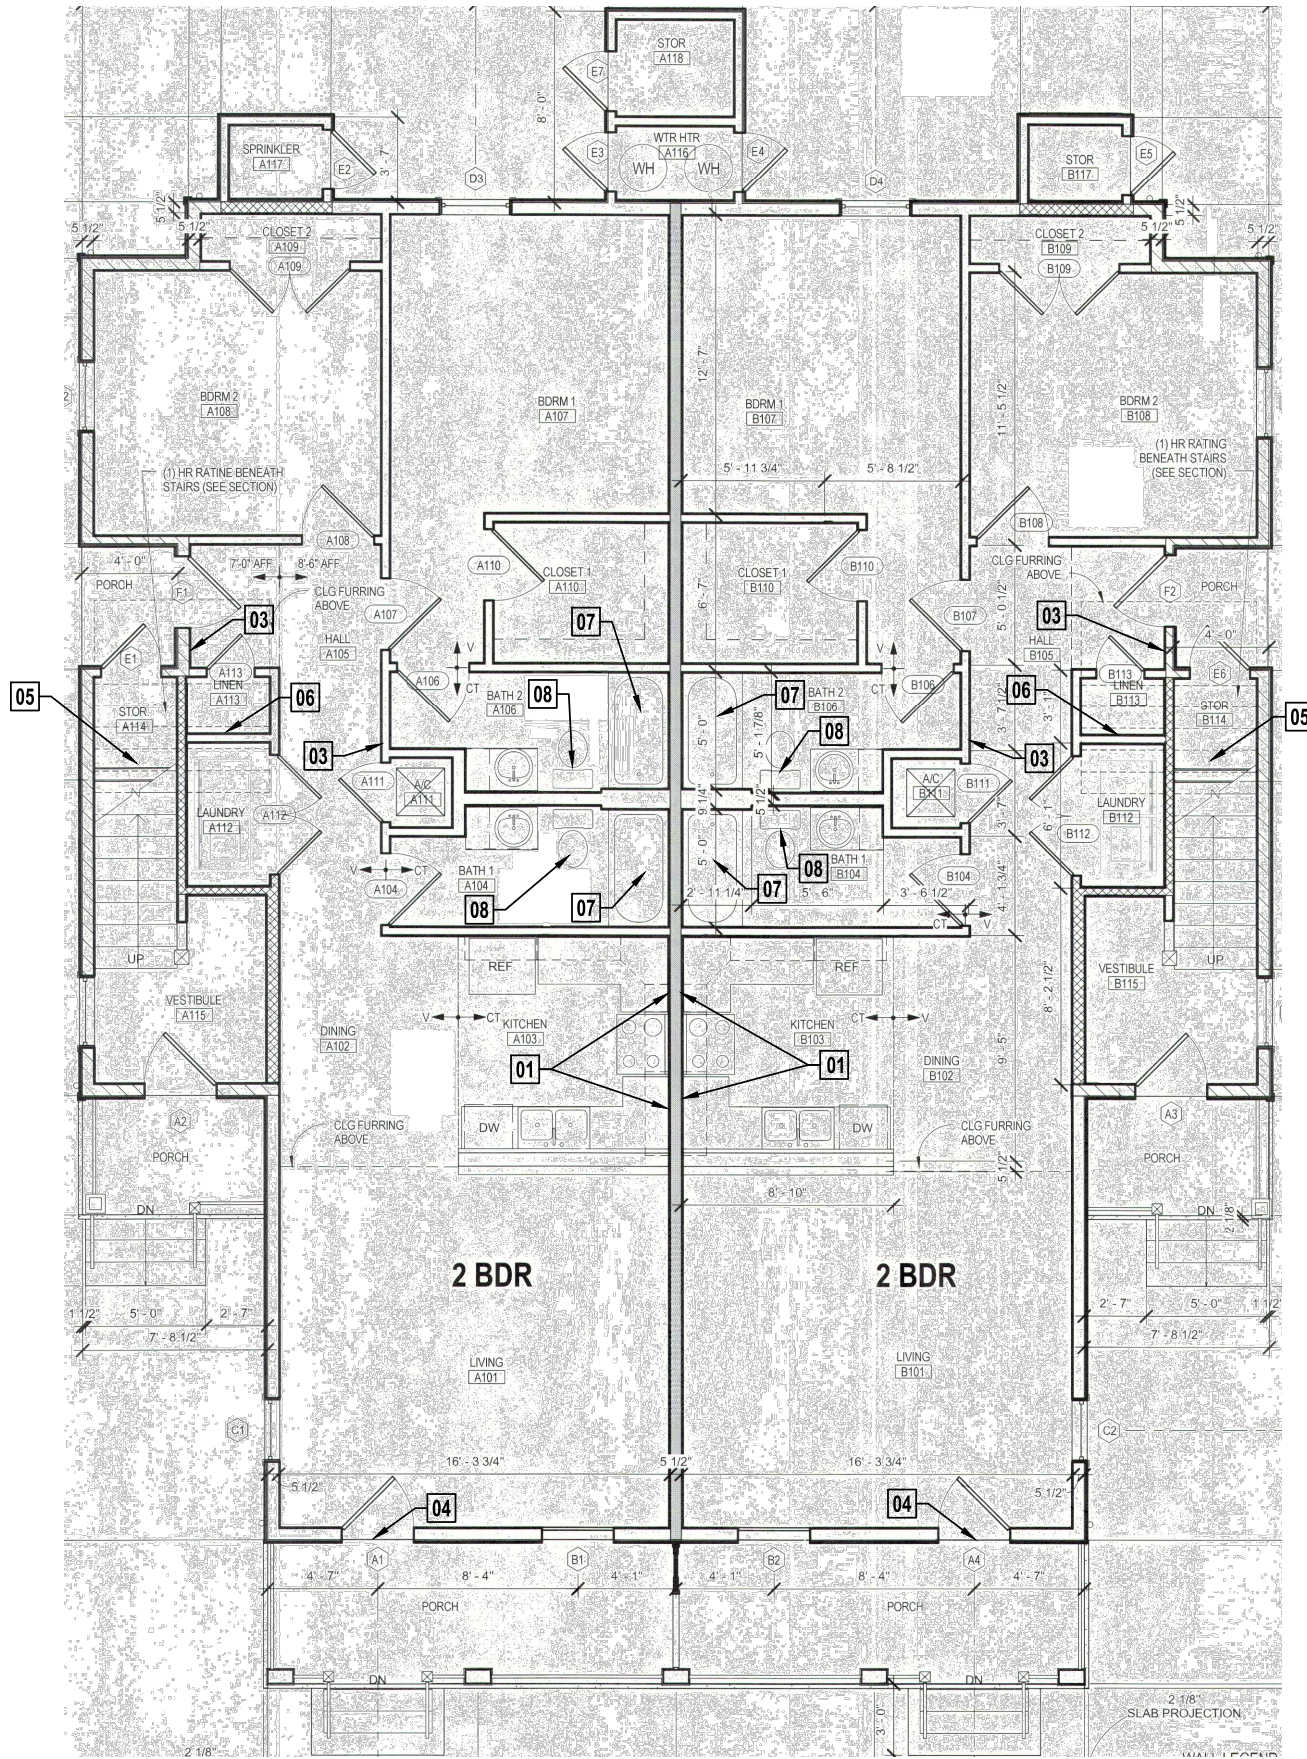 STOR
A118
E7
8' - 0"
SPRINKLER
A117
E2
3' - 7"
E3
WTR HTR
A116
E4
WH
WH
STOR
B117
E5
D3
D4
5 1/2"
5 1/2"
5 1/2"
CLOSET 2
A109
A109
CLOSET 2
B109
B109
5 1/2"
5 1/2"
5 1/2"
BDRM 2
A108
BDRM 1
A107
12' - 7"
BDRM 1
B107
11' - 5 1/2"
BDRM 2
B108
(1) HR RATINE BENEATH
STAIRS (SEE SECTION)
(1) HR RATING
BENEATH STAIRS
(SEE SECTION)
5' - 11 3/4"
5' - 8 1/2"
A108
B108
4' - 0"
7'-0" AFF
8'-6" AFF
PORCH
F1
CLG FURRING
ABOVE
A110
CLOSET 1
A110
6' - 7"
CLOSET 1
B110
B110
CLG FURRING
ABOVE
F2
PORCH
03
A107
07
B107
5' - 0 1/2"
03
HALL
A105
HALL
B105
4' - 0"
E1
A113
LINEN
A113
V
CT
A106
V
CT
B106
B113
LINEN
B113
E6
05
STOR
A114
06
BATH 2
A106
08
07
BATH 2
B106
08
06
STOR
B114
05
5' - 0"
5' - 1 7/8"
3' - 7 1/2"
3' - 1"
03
03
A111
A/C
A111
A/C
B111
B111
LAUNDRY
A112
A112
9 1/4"
5 1/2"
3' - 7"
6' - 1"
LAUNDRY
B112
B112
V
CT
A104
BATH 1
A104
08
07
5' - 0"
07
08
BATH 1
B104
B104
2' - 11 1/4"
5' - 6"
3' - 6 1/2"
4' - 1 3/4"
CT
V
UP
REF
REF
UP
VESTIBULE
A115
VESTIBULE
B115
DINING
A102
V
CT
KITCHEN
A103
KITCHEN
B103
CT
V
DINING
B102
8' - 2 1/2"
9' - 5"
01
01
A2
A3
DW
DW
CLG FURRING
ABOVE
CLG FURRING
ABOVE
PORCH
PORCH
5 1/2"
8' - 10"
DN
DN
2 1/8"
2 BDR
2 BDR
1 1/2"
5' - 0"
2' - 7"
7' - 8 1/2"
2' - 7"
5' - 0"
1 1/2"
7' - 8 1/2"
LIVING
A101
LIVING
B101
C1
C2
16' - 3 3/4"
5 1/2"
16' - 3 3/4"
5 1/2"
5 1/2"
04
04
A1
B1
B2
A4
4' - 7"
8' - 4"
4' - 1"
4' - 1"
8' - 4"
4' - 7"
PORCH
PORCH
DN
DN
3' - 0"
2 1/8"
SLAB PROJECTION
2 1/8"
WALL LEGEND